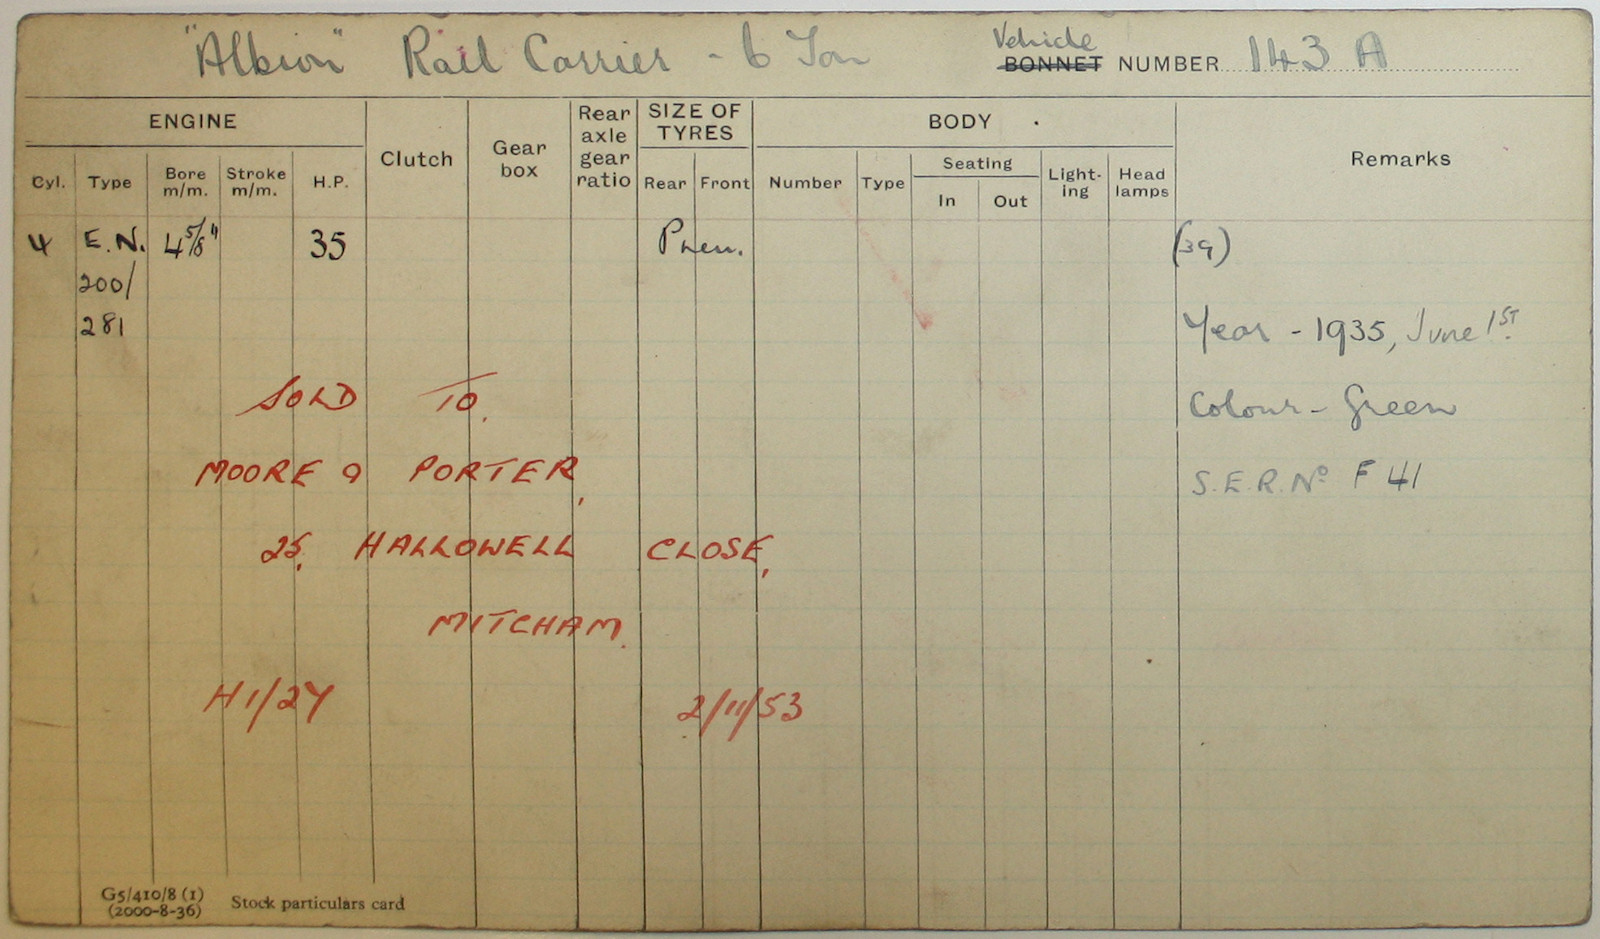 "Albion" Rail Carrier - 6 Ton
Vehicle
BONNET NUMBER 143 A
ENGINE
Clutch
Gear box
Rear axle gear ratio
SIZE OF TYRES
BODY
Remarks
Cyl. Type Bore m/m. Stroke m/m. H.P. Rear Front Number Type Seating In Out Light-ing Head lamps
4 E.N. 4 5/8" 35 Pneu. (39)
200/
281 Year - 1935, June 1ST.
SOLD TO, Colour - Green
MOORE & PORTER, S.E.R. No F 41
25, HALLOWELL CLOSE,
MITCHAM.
H1/27 2/11/53
G5/410/8 (1)
(2000-8-36) Stock particulars card